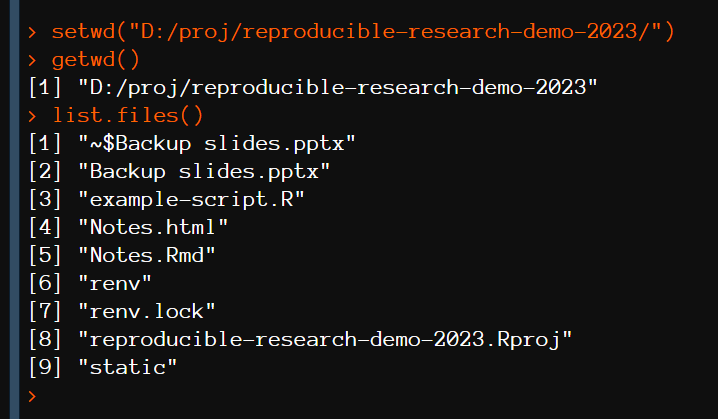 > setwd("D:/proj/reproducible-research-demo-2023/")
> getwd()
[1] "D:/proj/reproducible-research-demo-2023"
> list.files()
[1] "~$Backup slides.pptx"
[2] "Backup slides.pptx"
[3] "example-script.R"
[4] "Notes.html"
[5] "Notes.Rmd"
[6] "renv"
[7] "renv.lock"
[8] "reproducible-research-demo-2023.Rproj"
[9] "static"
>